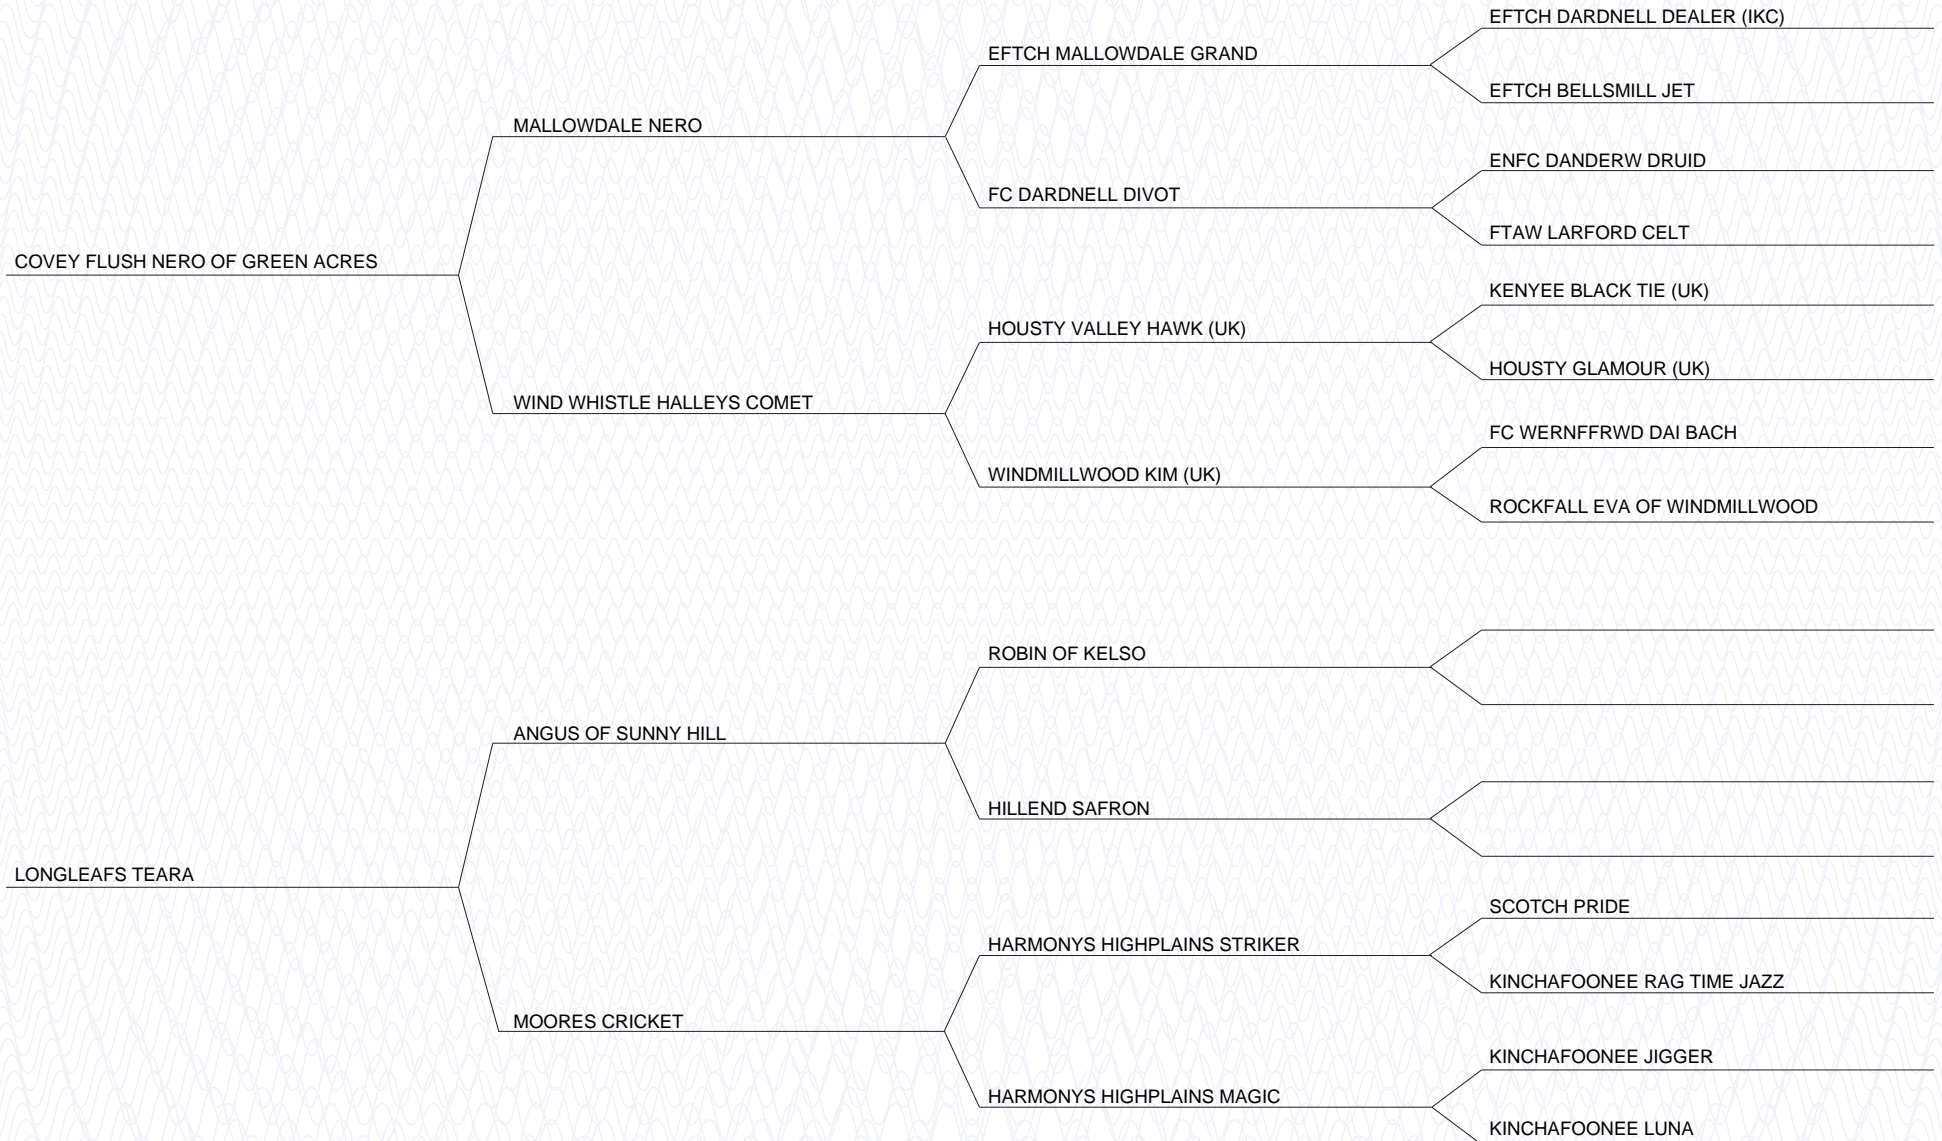 EFTCH DARDNELL DEALER (IKC)
EFTCH MALLOWDALE GRAND
EFTCH BELLSMILL JET
MALLOWDALE NERO
ENFC DANDERW DRUID
FC DARDNELL DIVOT
FTAW LARFORD CELT
COVEY FLUSH NERO OF GREEN ACRES
KENYEE BLACK TIE (UK)
HOUSTY VALLEY HAWK (UK)
HOUSTY GLAMOUR (UK)
WIND WHISTLE HALLEYS COMET
FC WERNFFRWD DAI BACH
WINDMILLWOOD KIM (UK)
ROCKFALL EVA OF WINDMILLWOOD
ROBIN OF KELSO
ANGUS OF SUNNY HILL
HILLEND SAFRON
LONGLEAFS TEARA
SCOTCH PRIDE
HARMONYS HIGHPLAINS STRIKER
KINCHAFOONEE RAG TIME JAZZ
MOORES CRICKET
KINCHAFOONEE JIGGER
HARMONYS HIGHPLAINS MAGIC
KINCHAFOONEE LUNA